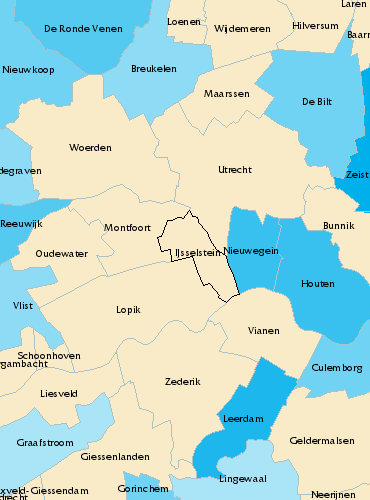 Laren
Loenen
De Ronde Venen
Wijdemeren
Hilversum
Baarn
Nieuwkoop
Breukelen
Maarssen
De Bilt
Woerden
Utrecht
degraven
Zeist
Reeuwijk
Montfoort
Bunnik
Oudewater
IJsselstein
Nieuwegein
Houten
Vlist
Lopik
Vianen
Schoonhoven
rgambacht
Culemborg
Zederik
Liesveld
Leerdam
Graafstroom
Geldermalsen
Giessenlanden
Lingewaal
xveld-Giessendam
Gorinchem
Neerijnen
drecht